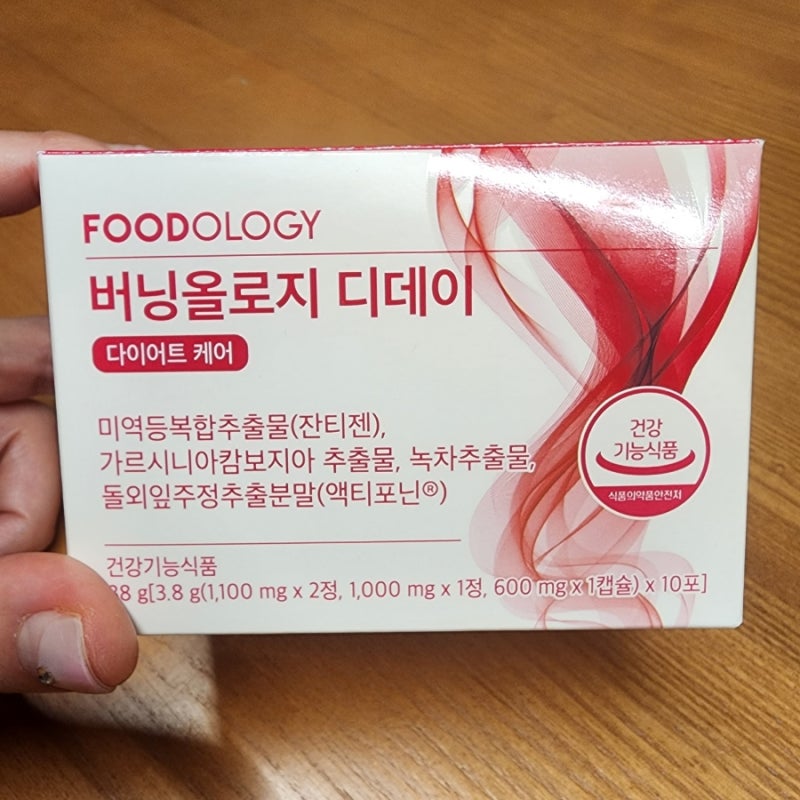 FOODOLOGY
버닝올로지 디데이
다이어트 케어
미역등복합추출물(잔티젠),
가르시니아캄보지아 추출물, 녹차추출물,
돌외잎주정추출분말(액티포닌®)
건강
기능식품
식품의약품안전처
건강기능식품
38 g[3.8 g(1,100 mg x 2정, 1,000 mg x 1정, 600 mg x 1캡슐) x 10포]